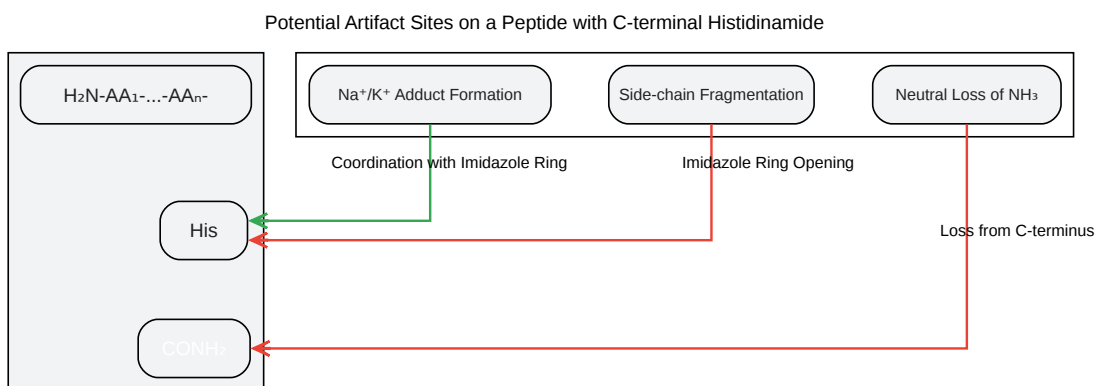 Potential Artifact Sites on a Peptide with C-terminal Histidinamide
H₂N-AA₁-...-AAₙ-
Na⁺/K⁺ Adduct Formation
Side-chain Fragmentation
Neutral Loss of NH₃
Coordination with Imidazole Ring
Imidazole Ring Opening
His
Loss from C-terminus
CONH₂